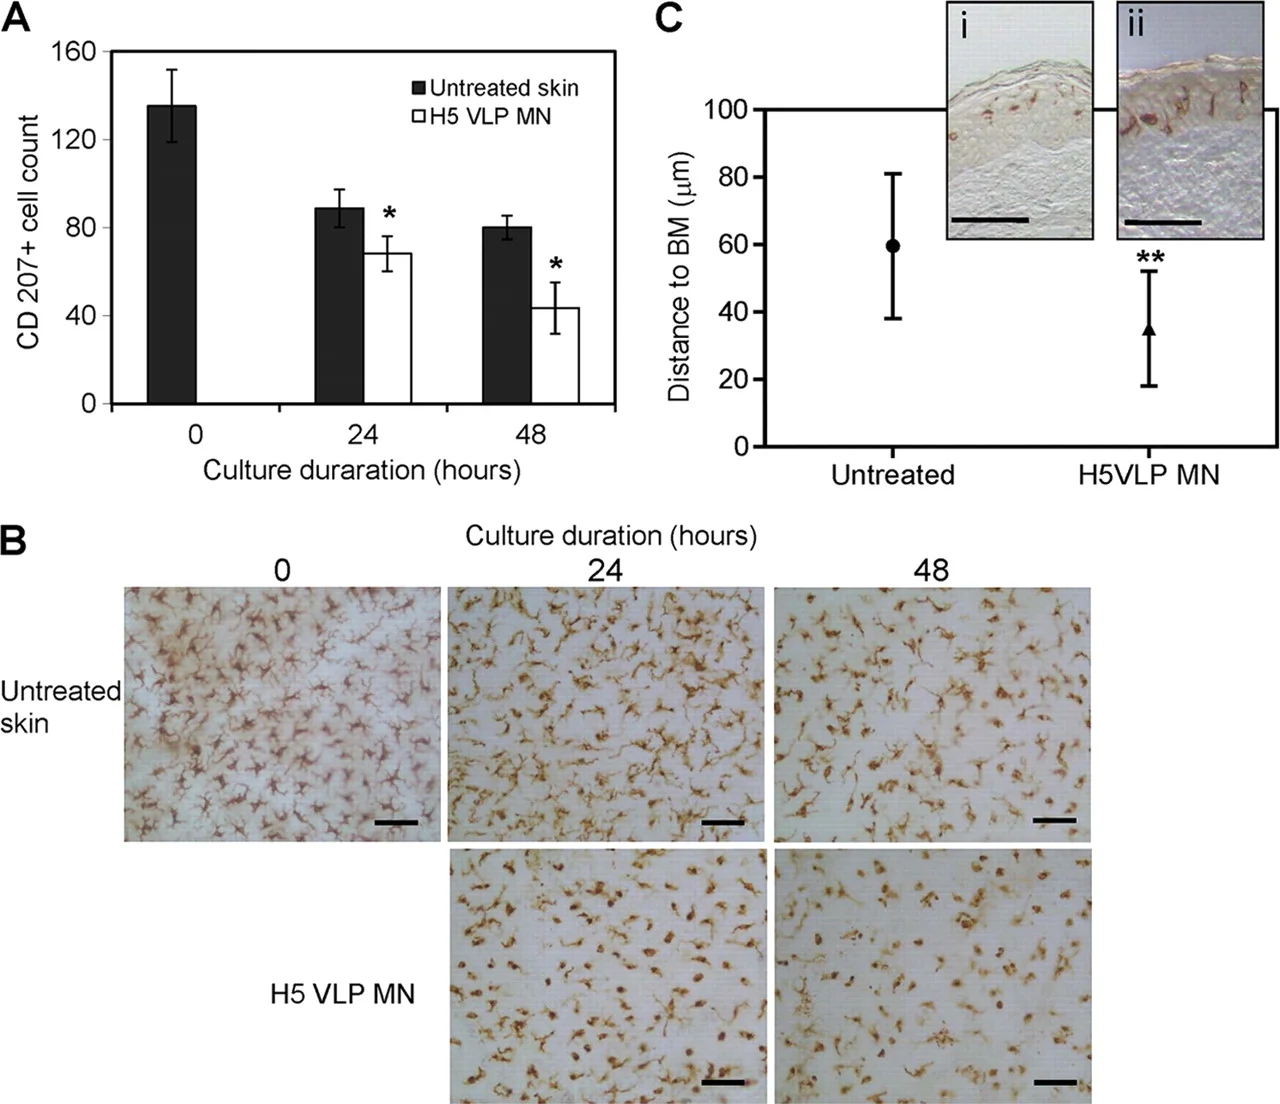 A
CD 207+ cell count
160
120
80
40
0
Untreated skin
H5 VLP MN
*
*
0
24
48
Culture duraration (hours)
C
i
ii
Distance to BM (μm)
100
80
60
40
20
0
**
Untreated
H5VLP MN
B
Culture duration (hours)
0
24
48
Untreated
skin
H5 VLP MN